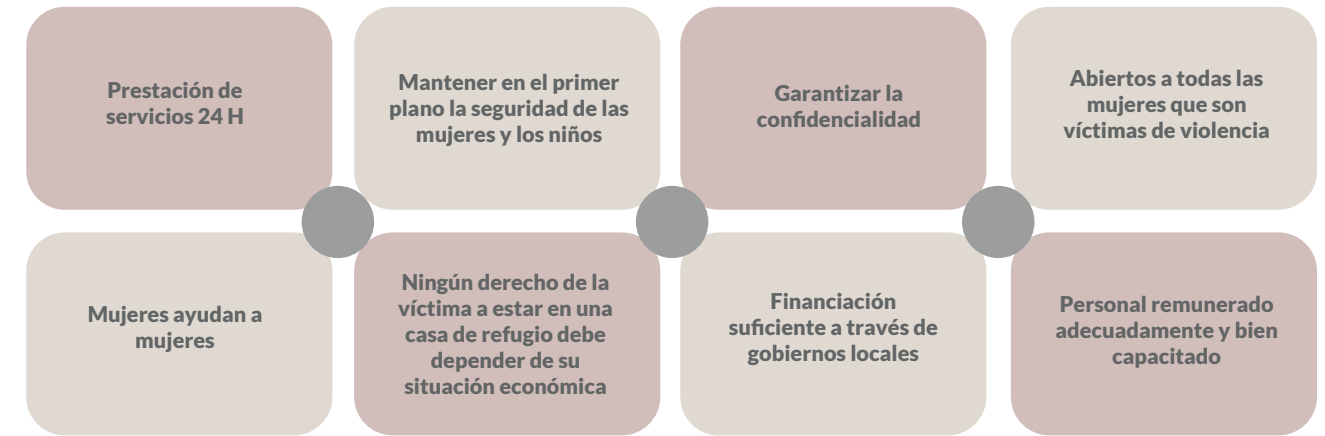 Prestación de
servicios 24 H
Mantener en el primer
plano la seguridad de las
mujeres y los niños
Garantizar la
confidencialidad
Abiertos a todas las
mujeres que son
víctimas de violencia
Mujeres ayudan a
mujeres
Ningún derecho de la
víctima a estar en una
casa de refugio debe
depender de su
situación económica
Financiación
suficiente a través de
gobiernos locales
Personal remunerado
adecuadamente y bien
capacitado